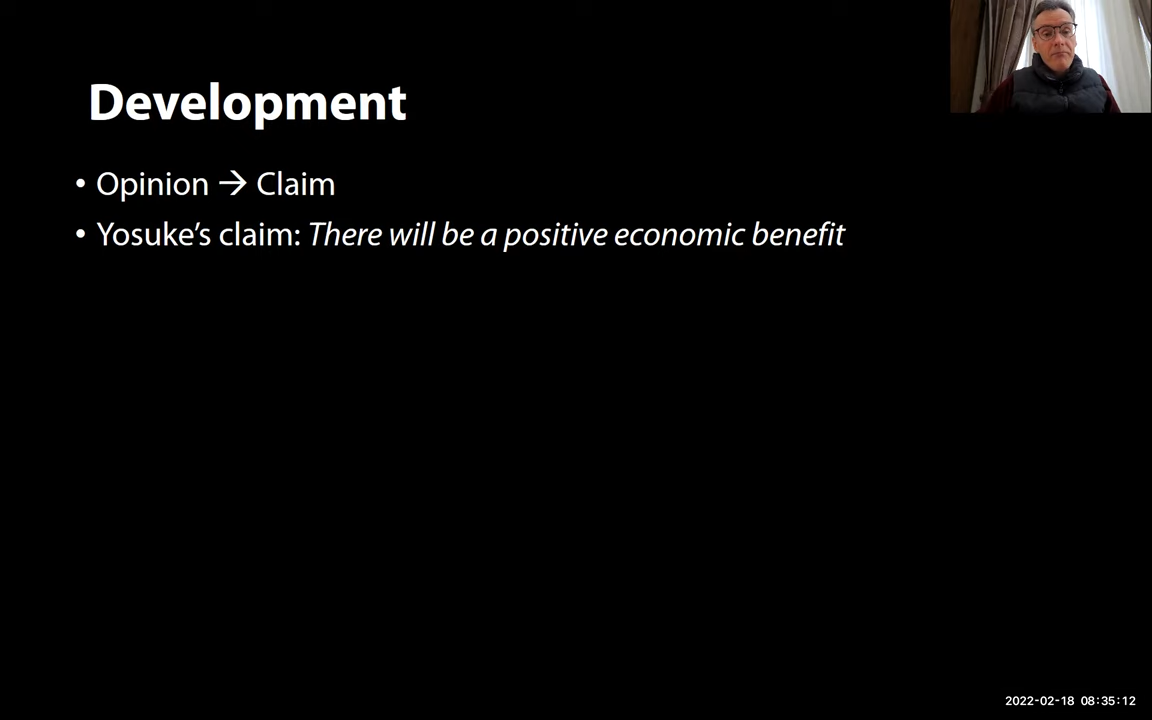 Development
• Opinion → Claim
• Yosuke’s claim: There will be a positive economic benefit
2022-02-18 08:35:12